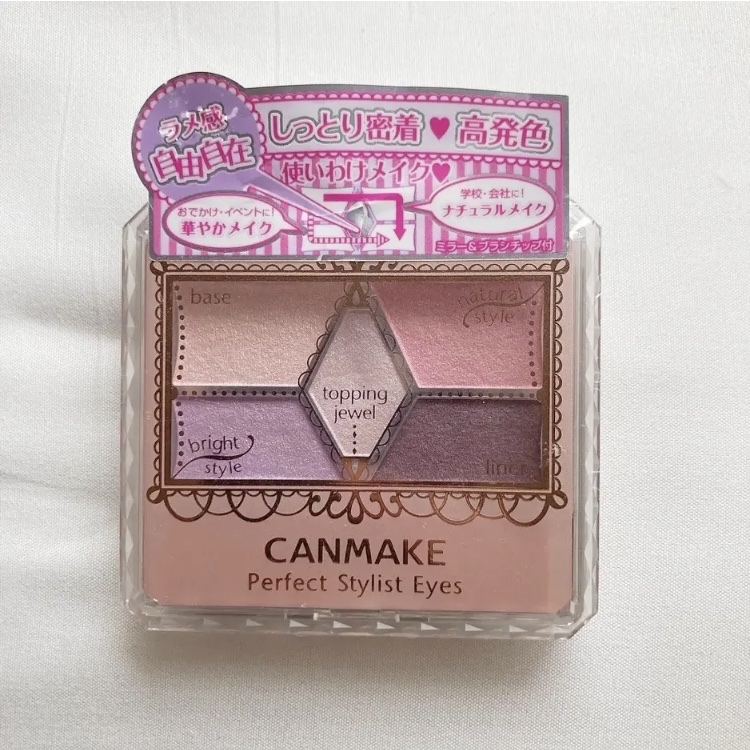 ラメ感
自由自在
しっとり密着♥高発色
使いわけメイク♥
おでかけ・イベントに!
華やかメイク
学校・会社に!
ナチュラルメイク
ミラー&ブラシチップ付
base
natural
style
topping
jewel
bright
style
liner
CANMAKE
Perfect Stylist Eyes